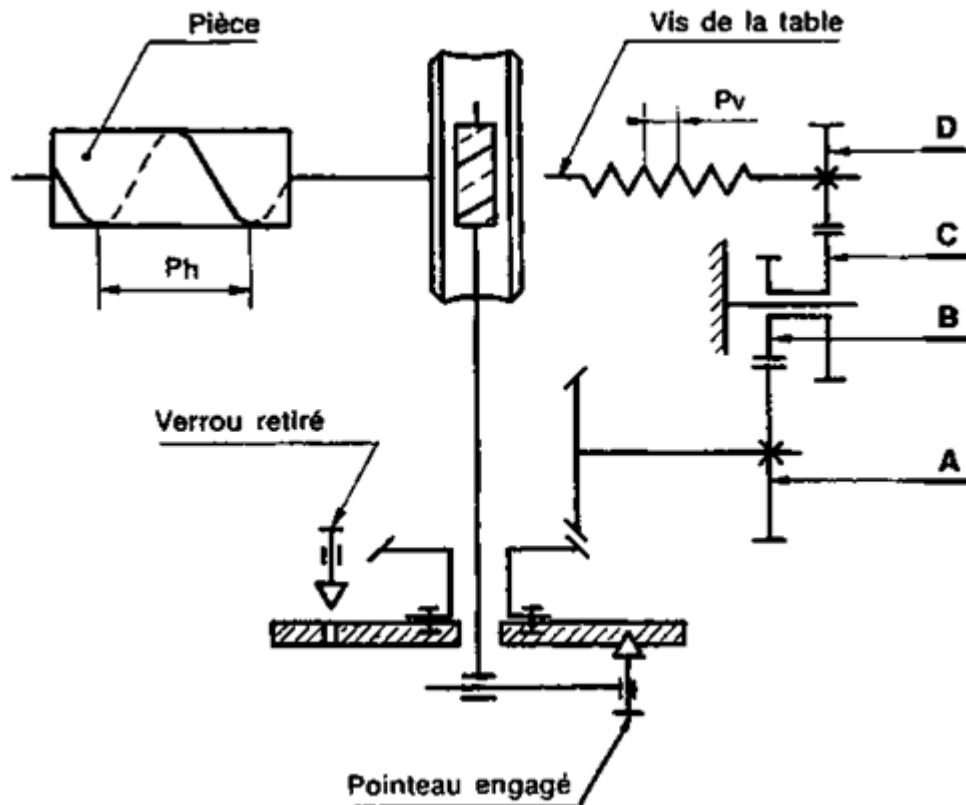 Pièce
Vis de la table
Pv
D
C
Ph
B
Verrou retiré
A
Pointeau engagé